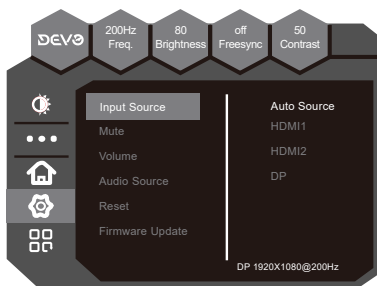 DEV9
200Hz
Freq.
80
Brightness
off
Freesync
50
Contrast
Input Source
Mute
Volume
Audio Source
Reset
Firmware Update
Auto Source
HDMI1
HDMI2
DP
DP 1920X1080@200Hz